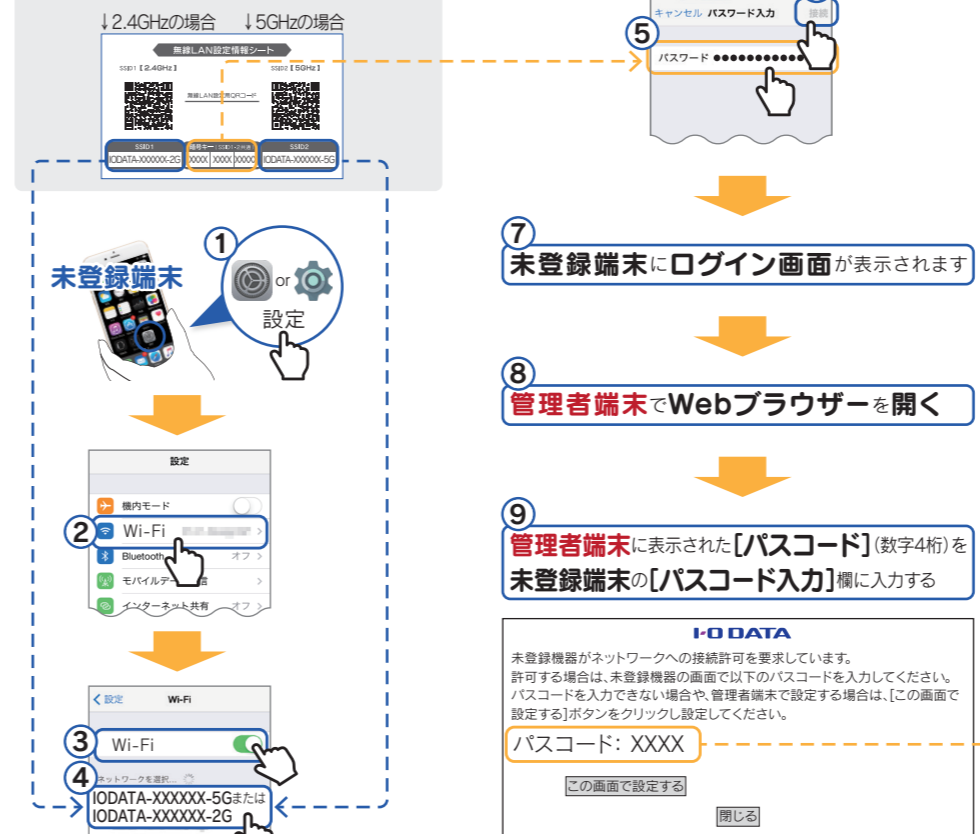 ↓2.4GHzの場合 ↓5GHzの場合
無線LAN設定情報シート
SSID1【2.4GHz】 SSID2【5GHz】
無線LAN設定用QRコード
SSID1 暗号キー(SSID1・2共通) SSID2
IODATA-XXXXXX-2G XXXX XXXX XXXXX IODATA-XXXXXX-5G
未登録端末
①
or
設定
設定
機内モード
②
Wi-Fi
Bluetooth オフ
モバイルデー 信
インターネット共有 オフ
設定 Wi-Fi
③
Wi-Fi
④
ネットワークを選択...
IODATA-XXXXXX-5Gまたは
IODATA-XXXXXX-2G
キャンセル パスワード入力 接続
⑤
パスワード ●●●●●●●●●●●
⑦
未登録端末にログイン画面が表示されます
⑧
管理者端末でWebブラウザーを開く
⑨
管理者端末に表示された[パスコード](数字4桁)を
未登録端末の[パスコード入力]欄に入力する
I-O DATA
未登録機器がネットワークへの接続許可を要求しています。
許可する場合は、未登録機器の画面で以下のパスコードを入力してください。
パスコードを入力できない場合や、管理者端末で設定する場合は、[この画面で
設定する]ボタンをクリックし設定してください。
パスコード: XXXX
この画面で設定する
閉じる